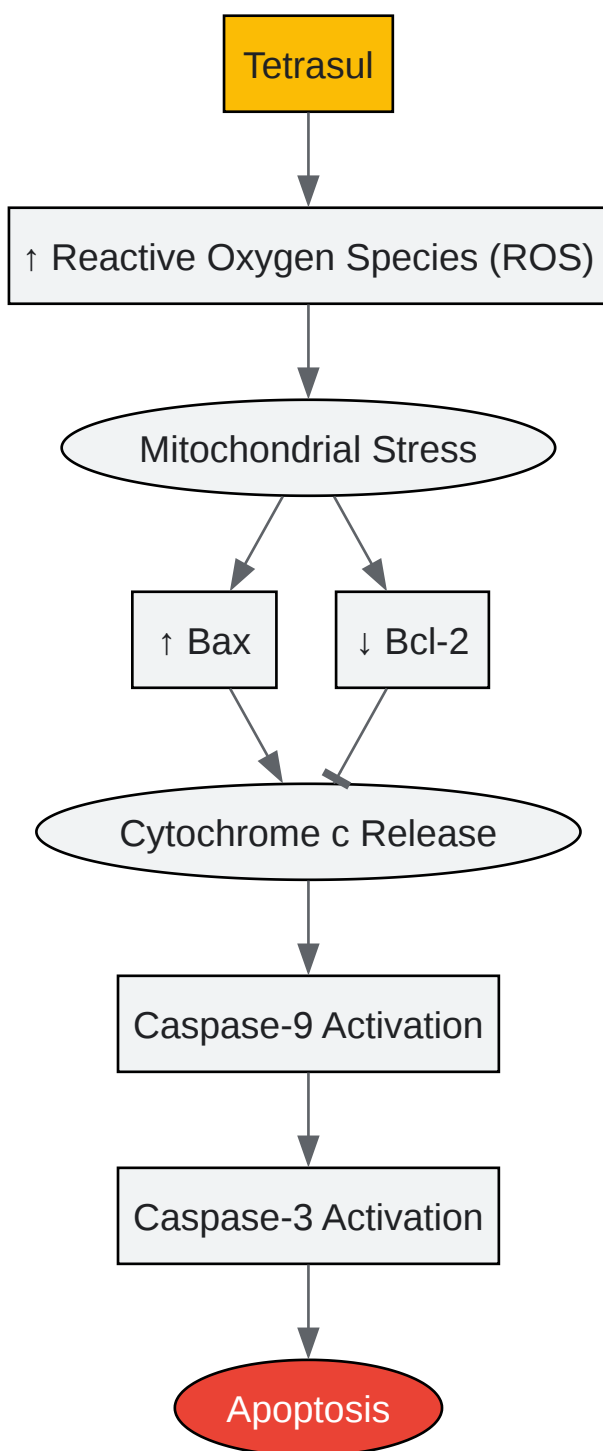 Tetrasul
↑ Reactive Oxygen Species (ROS)
Mitochondrial Stress
↑ Bax
↓ Bcl-2
Cytochrome c Release
Caspase-9 Activation
Caspase-3 Activation
Apoptosis